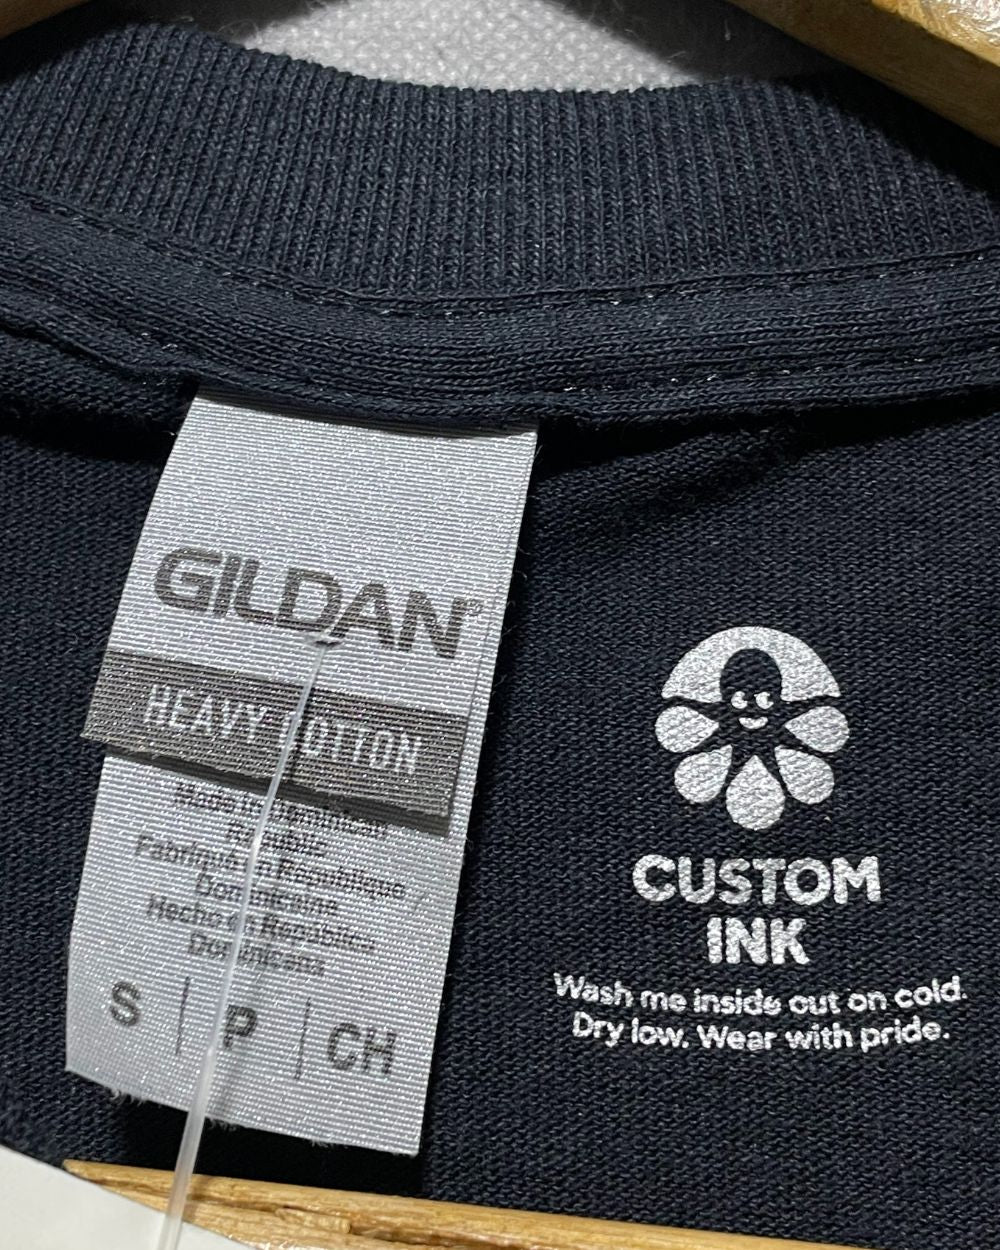 GILDAN®
HEAVY COTTON
Made in Dominican
Republic
Fabriqué en République
Dominicaine
Hecho en República
Dominicana
S | P | CH
CUSTOM
INK
Wash me inside out on cold.
Dry low. Wear with pride.